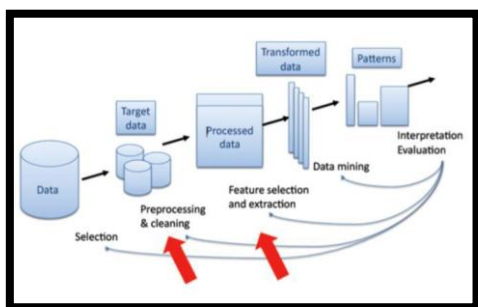 Transformed
data
Patterns
Target
data
Processed
data
Interpretation
Evaluation
Data
Data mining
Feature selection
and extraction
Preprocessing
& cleaning
Selection